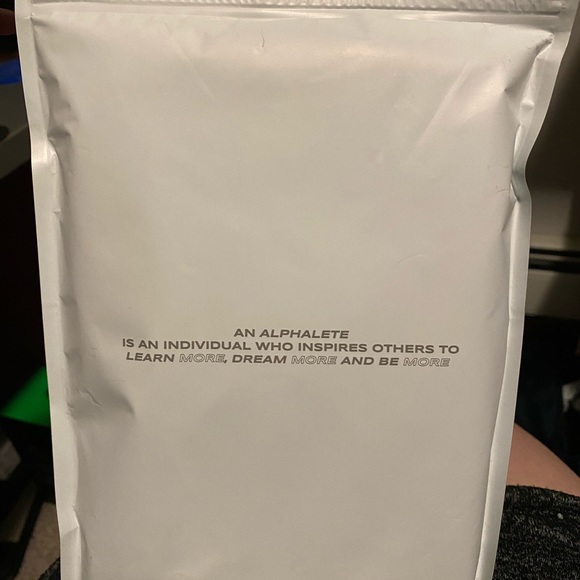 AN ALPHALETE
IS AN INDIVIDUAL WHO INSPIRES OTHERS TO
LEARN MORE, DREAM MORE AND BE MORE